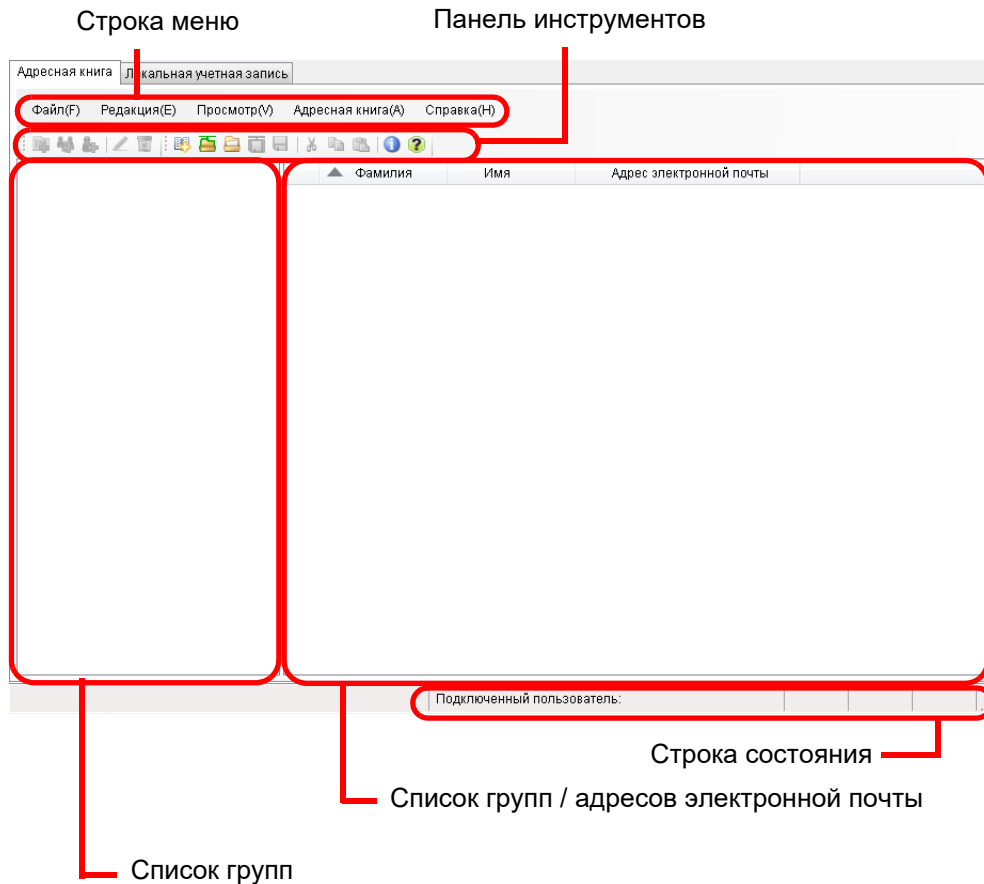 Строка меню Панель инструментов
Адресная книга Локальная учетная запись
Файл(F) Редакция(E) Просмотр(V) Адресная книга(A) Справка(H)
Фамилия Имя Адрес электронной почты
Подключенный пользователь:
Строка состояния
Список групп / адресов электронной почты
Список групп